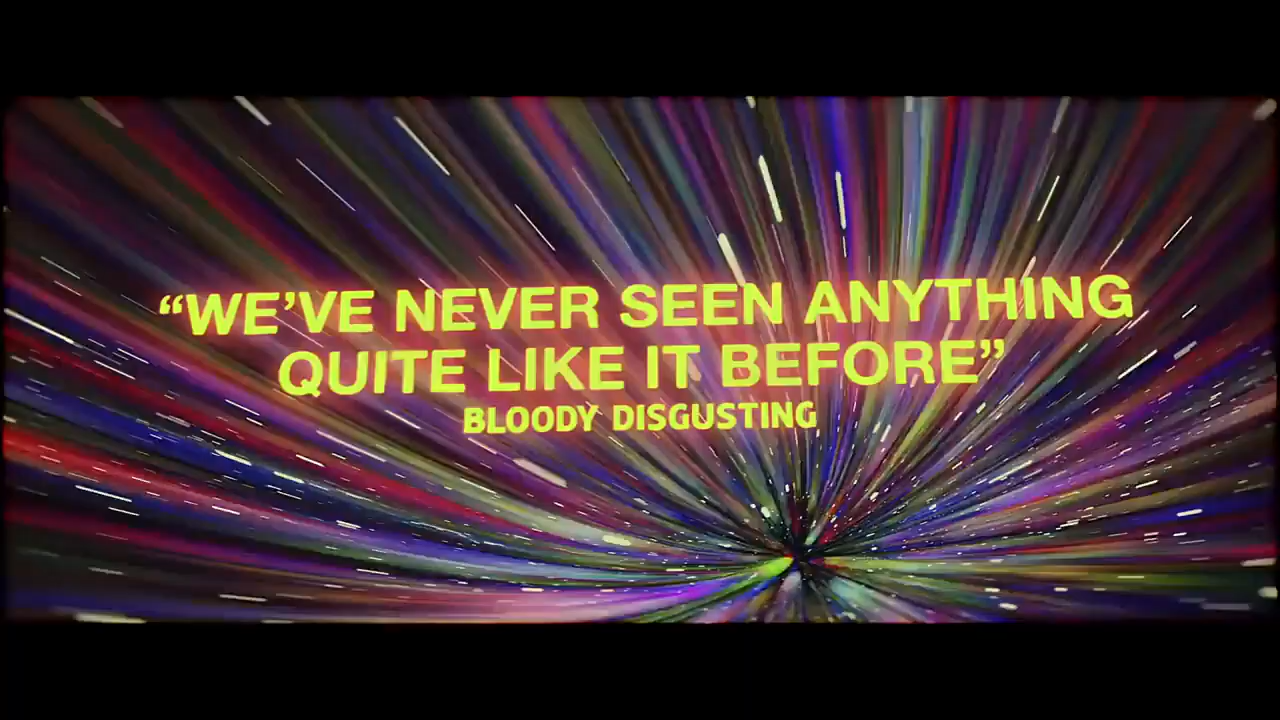 “WE’VE NEVER SEEN ANYTHING
QUITE LIKE IT BEFORE”
BLOODY DISGUSTING